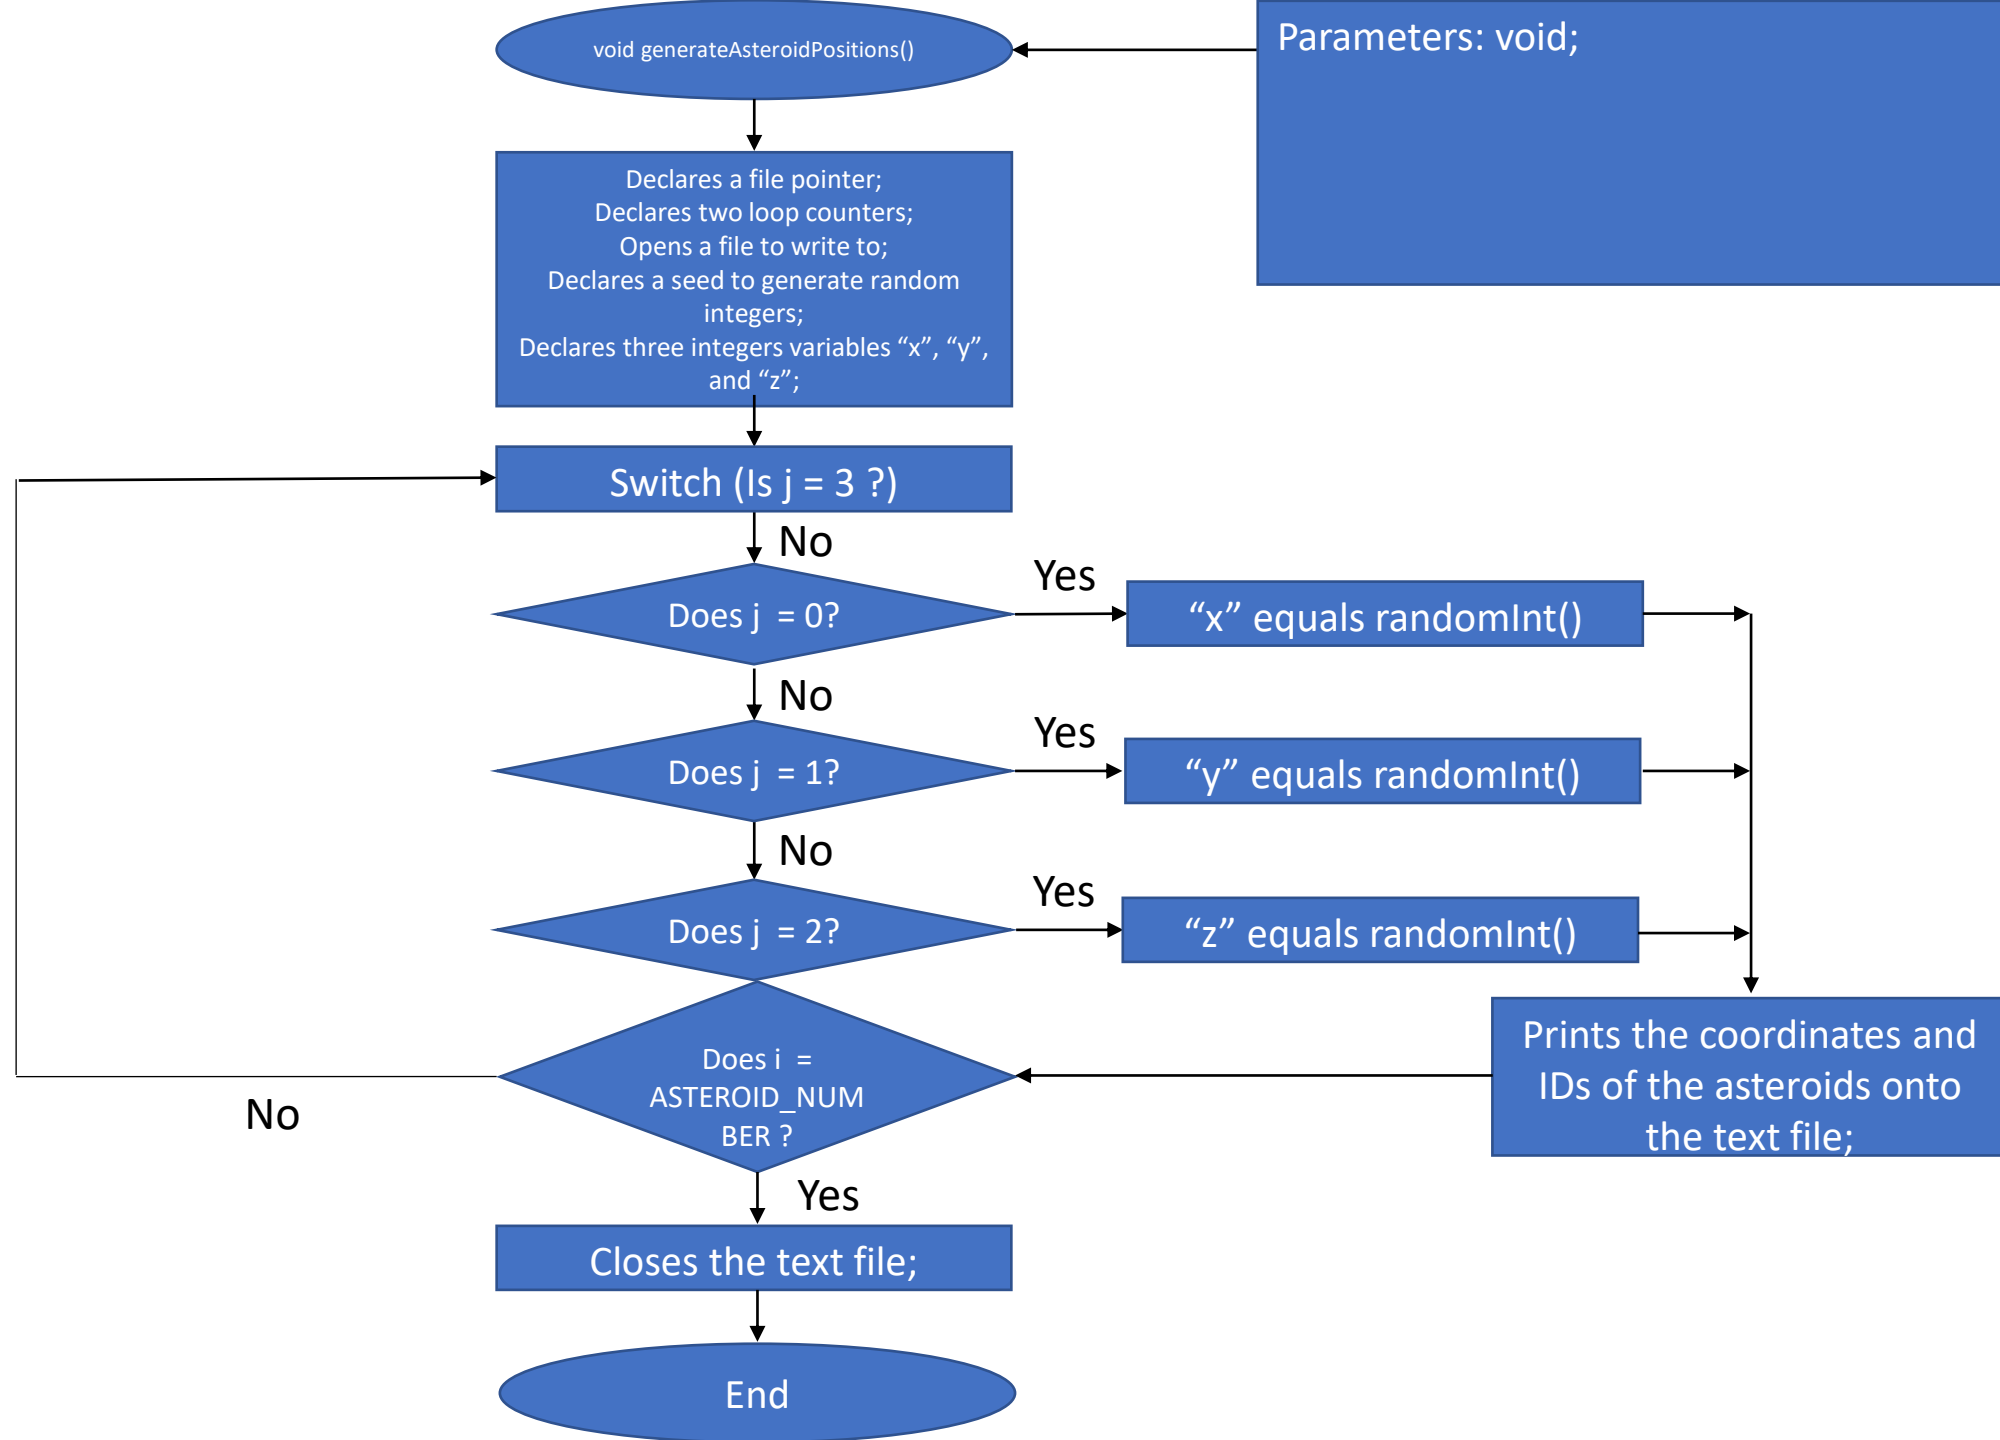 void generateAsteroidPositions()
Parameters: void;
Declares a file pointer;
Declares two loop counters;
Opens a file to write to;
Declares a seed to generate random
integers;
Declares three integers variables “x”, “y”,
and “z”;
Switch (Is j = 3 ?)
No
Does j = 0?
Yes
“x” equals randomInt()
No
Does j = 1?
Yes
“y” equals randomInt()
No
Does j = 2?
Yes
“z” equals randomInt()
Prints the coordinates and
IDs of the asteroids onto
the text file;
Does i =
ASTEROID_NUM
BER ?
No
Yes
Closes the text file;
End